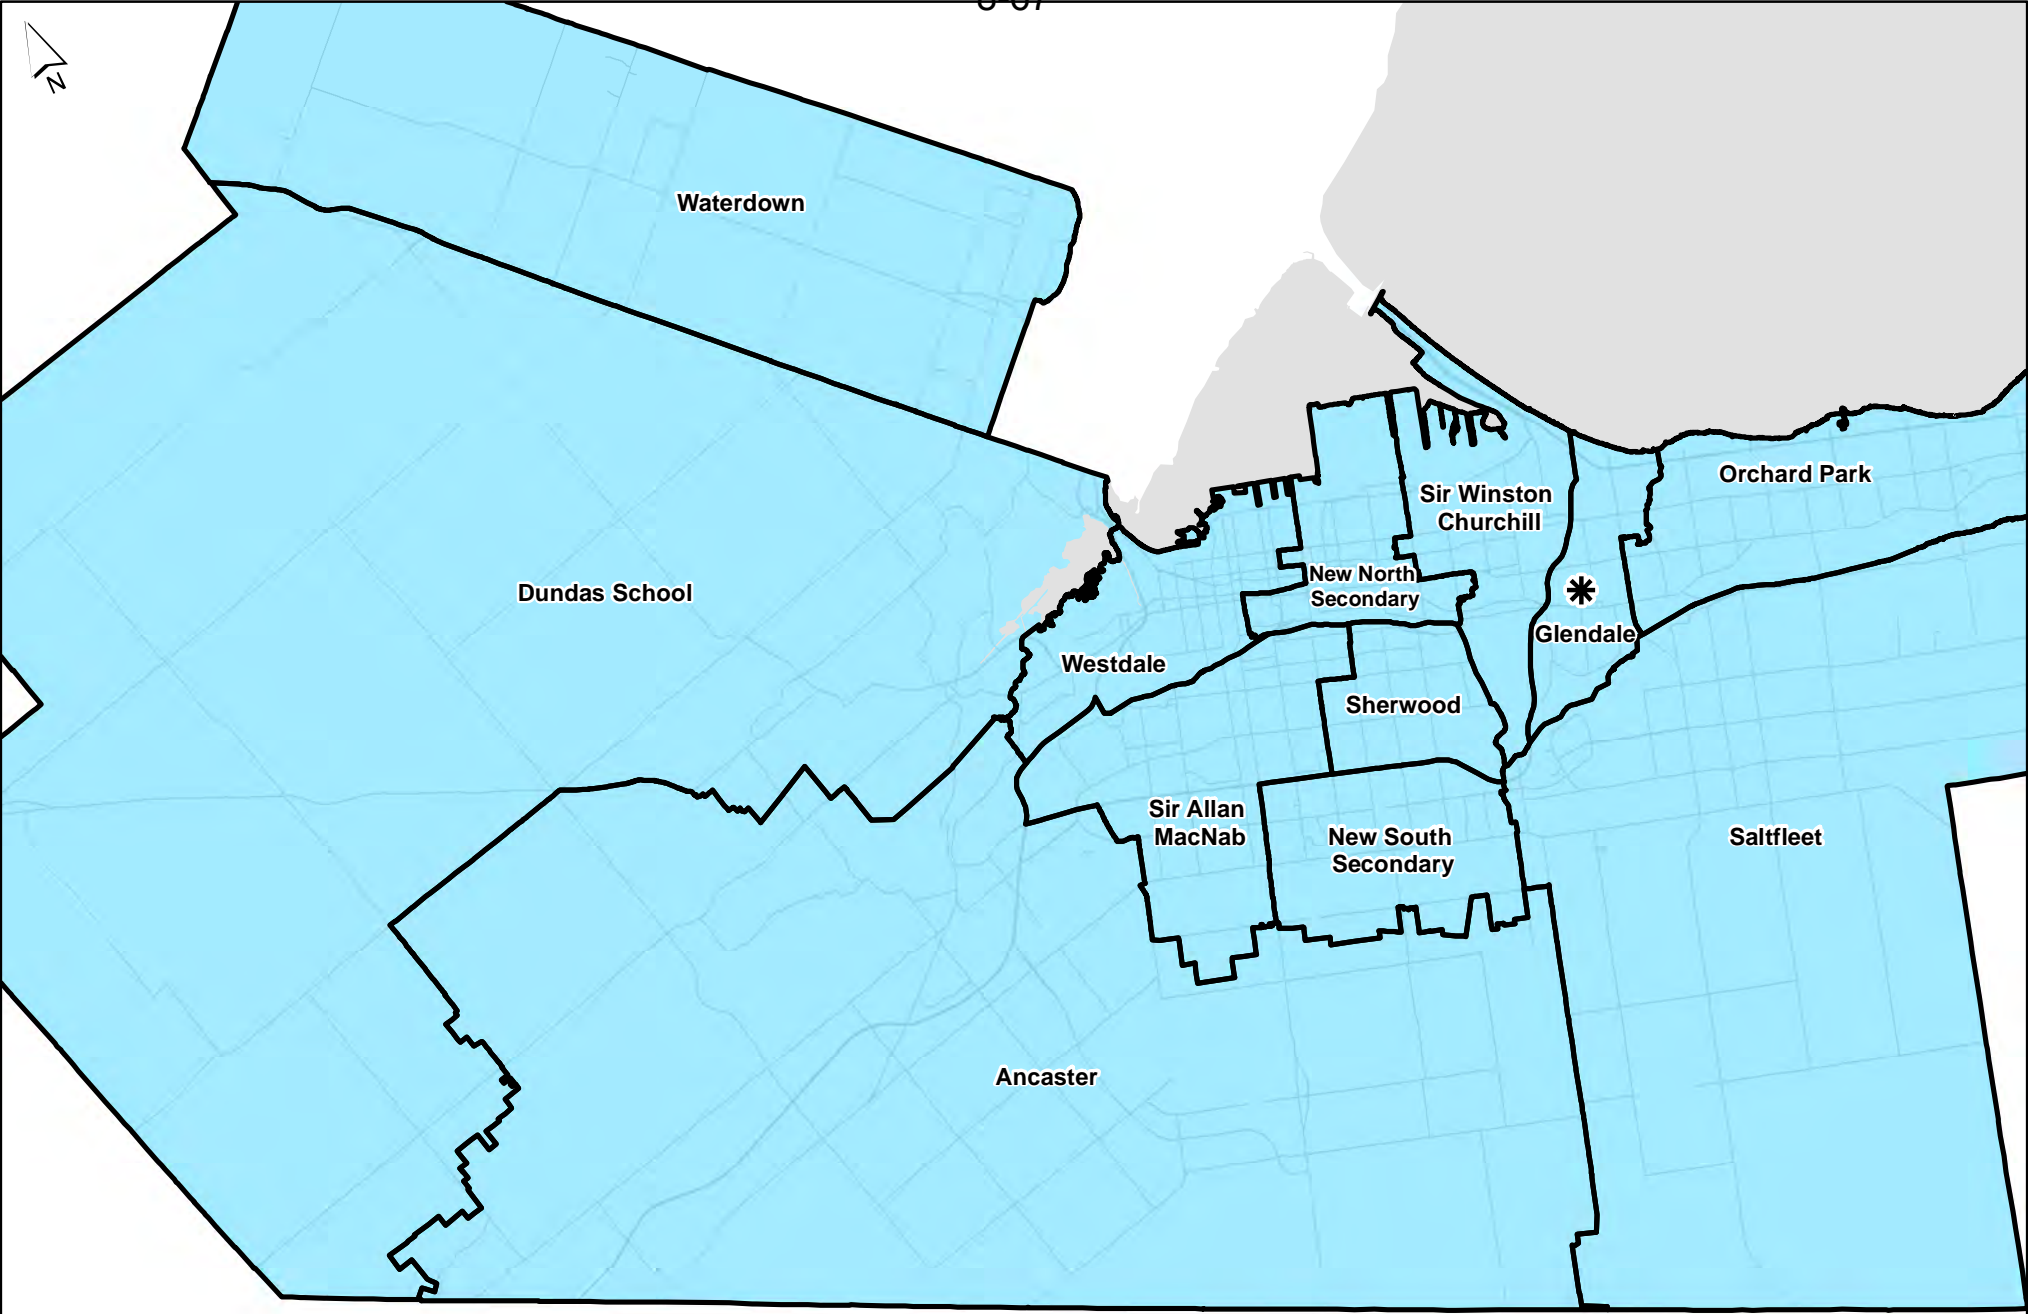 N
Waterdown
Orchard Park
Sir Winston
Churchill
New North
Secondary
Dundas School
Glendale
Westdale
Sherwood
Sir Allan
MacNab
New South
Secondary
Saltfleet
Ancaster